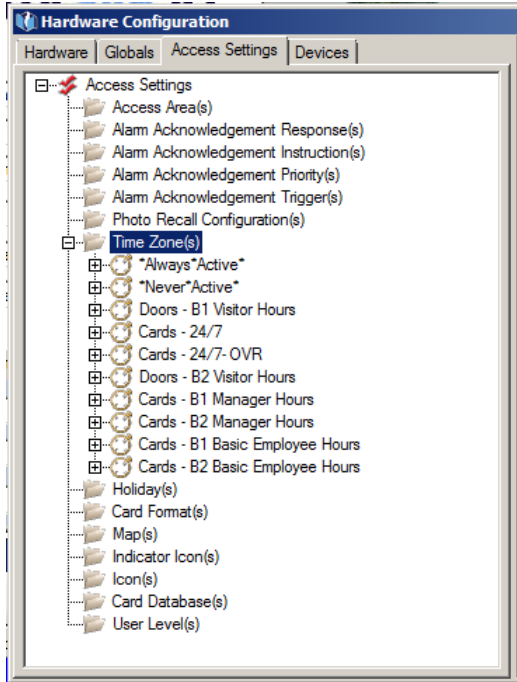 Hardware Configuration
Hardware Globals Access Settings Devices
Access Settings
Access Area(s)
Alarm Acknowledgement Response(s)
Alarm Acknowledgement Instruction(s)
Alarm Acknowledgement Priority(s)
Alarm Acknowledgement Trigger(s)
Photo Recall Configuration(s)
Time Zone(s)
*Always*Active*
*Never*Active*
Doors - B1 Visitor Hours
Cards - 24/7
Cards - 24/7- OVR
Doors - B2 Visitor Hours
Cards - B1 Manager Hours
Cards - B2 Manager Hours
Cards - B1 Basic Employee Hours
Cards - B2 Basic Employee Hours
Holiday(s)
Card Format(s)
Map(s)
Indicator Icon(s)
Icon(s)
Card Database(s)
User Level(s)